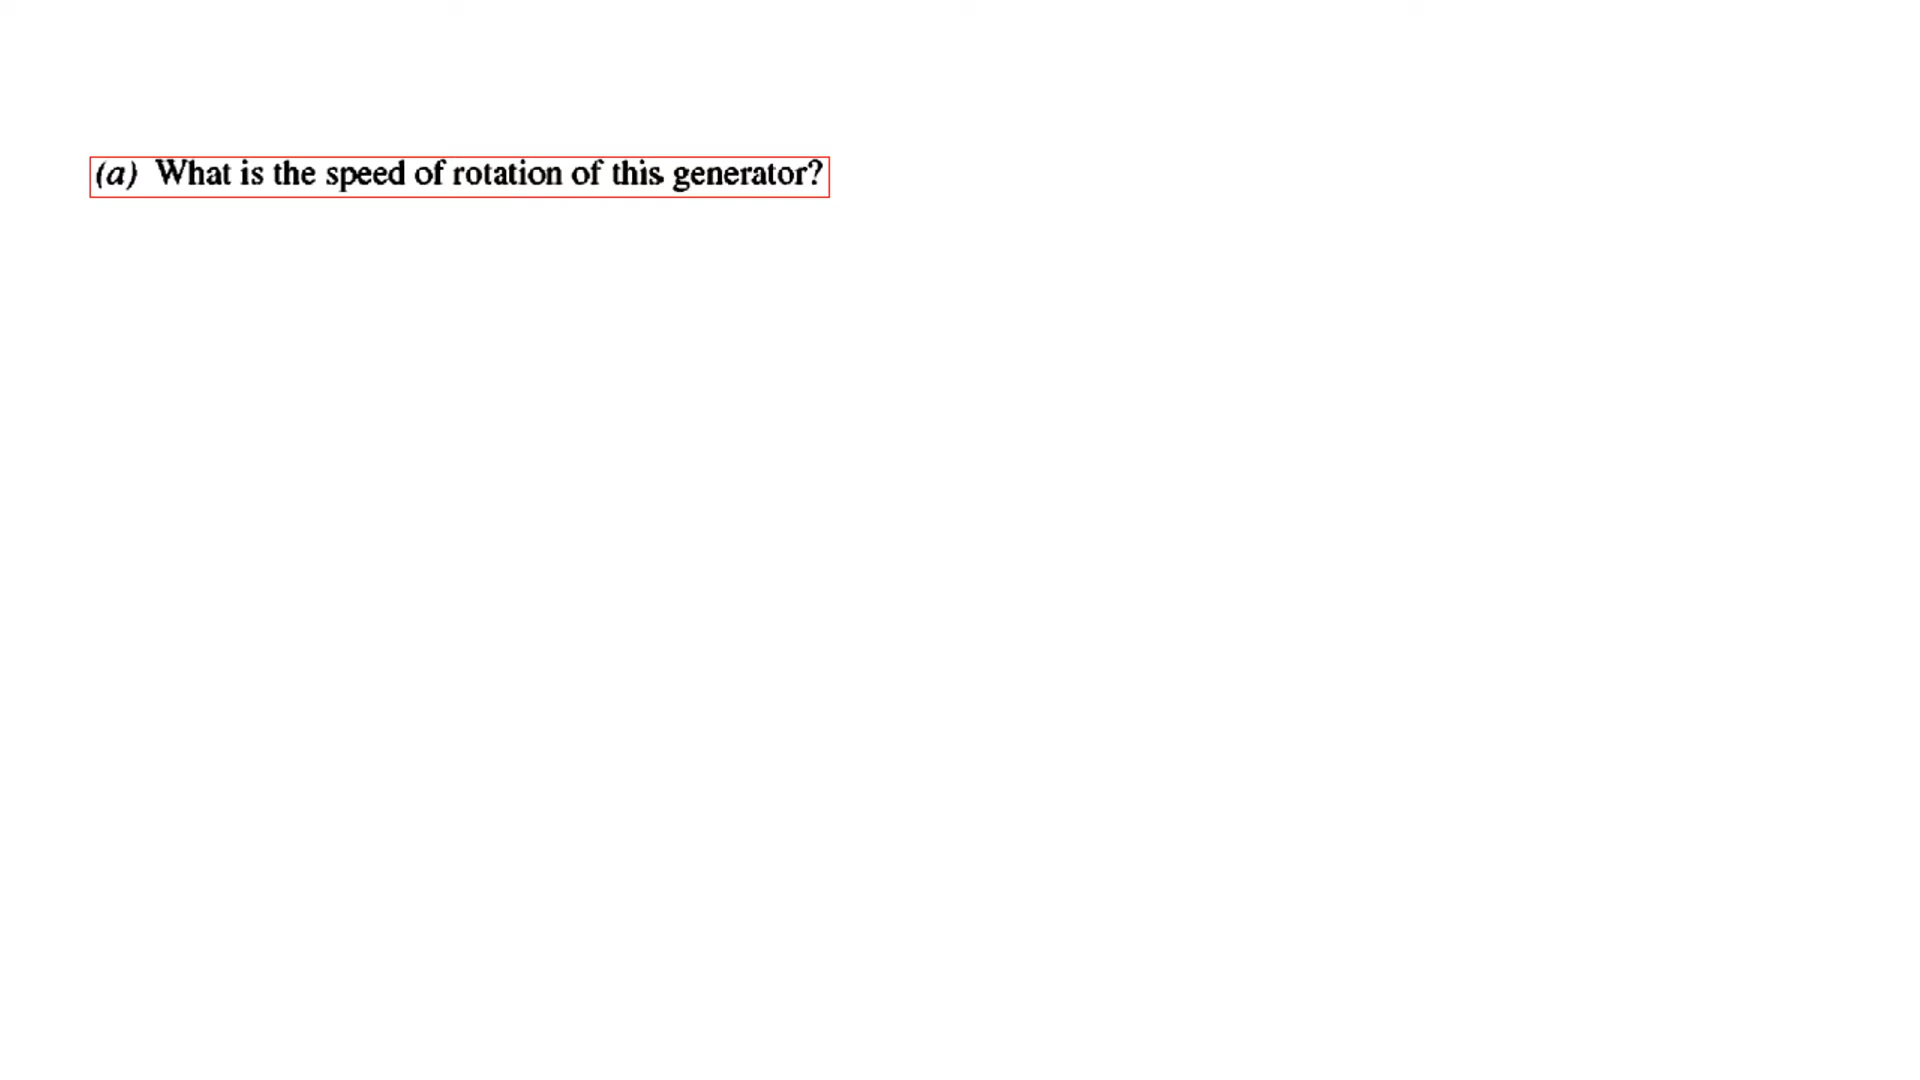 (a) What is the speed of rotation of this generator?